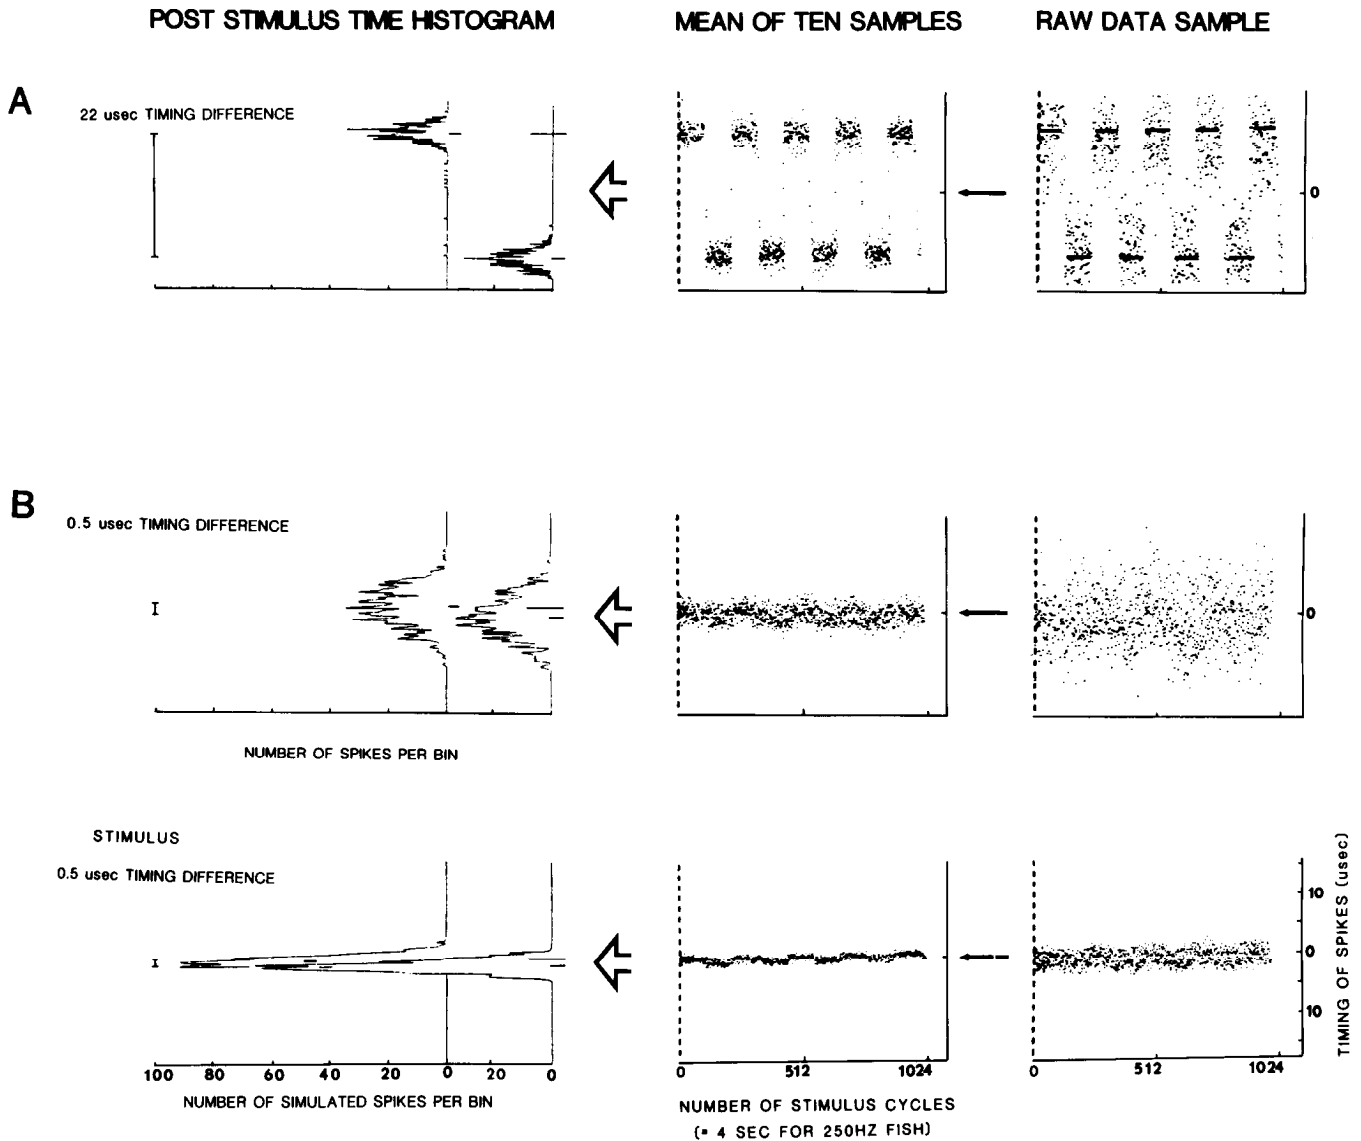 POST STIMULUS TIME HISTOGRAM
MEAN OF TEN SAMPLES
RAW DATA SAMPLE
A
22 usec TIMING DIFFERENCE
0
B
0.5 usec TIMING DIFFERENCE
0
NUMBER OF SPIKES PER BIN
STIMULUS
0.5 usec TIMING DIFFERENCE
10
0
10
TIMING OF SPIKES (usec)
100 80 60 40 20 0 20 0
0 512 1024
0 512 1024
NUMBER OF SIMULATED SPIKES PER BIN
NUMBER OF STIMULUS CYCLES
(= 4 SEC FOR 250HZ FISH)